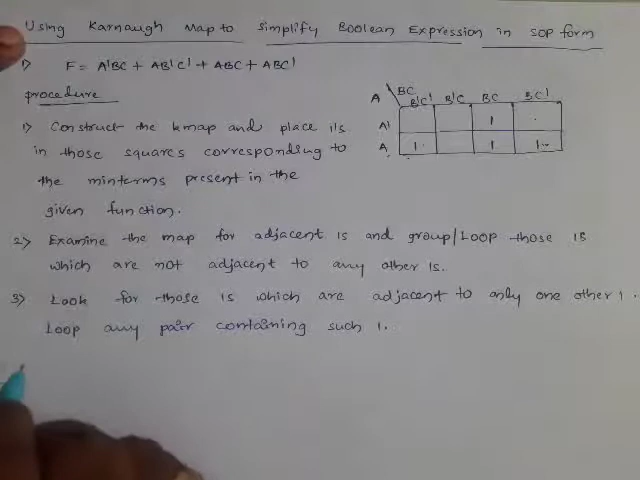 Using Karnaugh Map to simplify Boolean Expression in SOP form
1) F = A'BC + AB'C' + ABC + ABC'
procedure
1) Construct the kmap and place 1s
in those squares corresponding to
the minterms present in the
given function.
A \ BC
B'C' B'C BC BC'
A' 1
A 1 1 1
2) Examine the map for adjacent 1s and group/Loop those 1s
which are not adjacent to any other 1s.
3) Look for those 1s which are adjacent to only one other 1.
Loop any pair containing such 1.